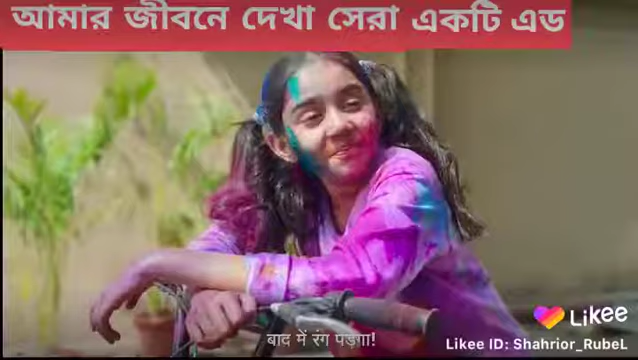 আমার জীবনে দেখা সেরা একটি এড
Likee
बाद में रंग पड़ेगा!
Likee ID: Shahrior_RubeL